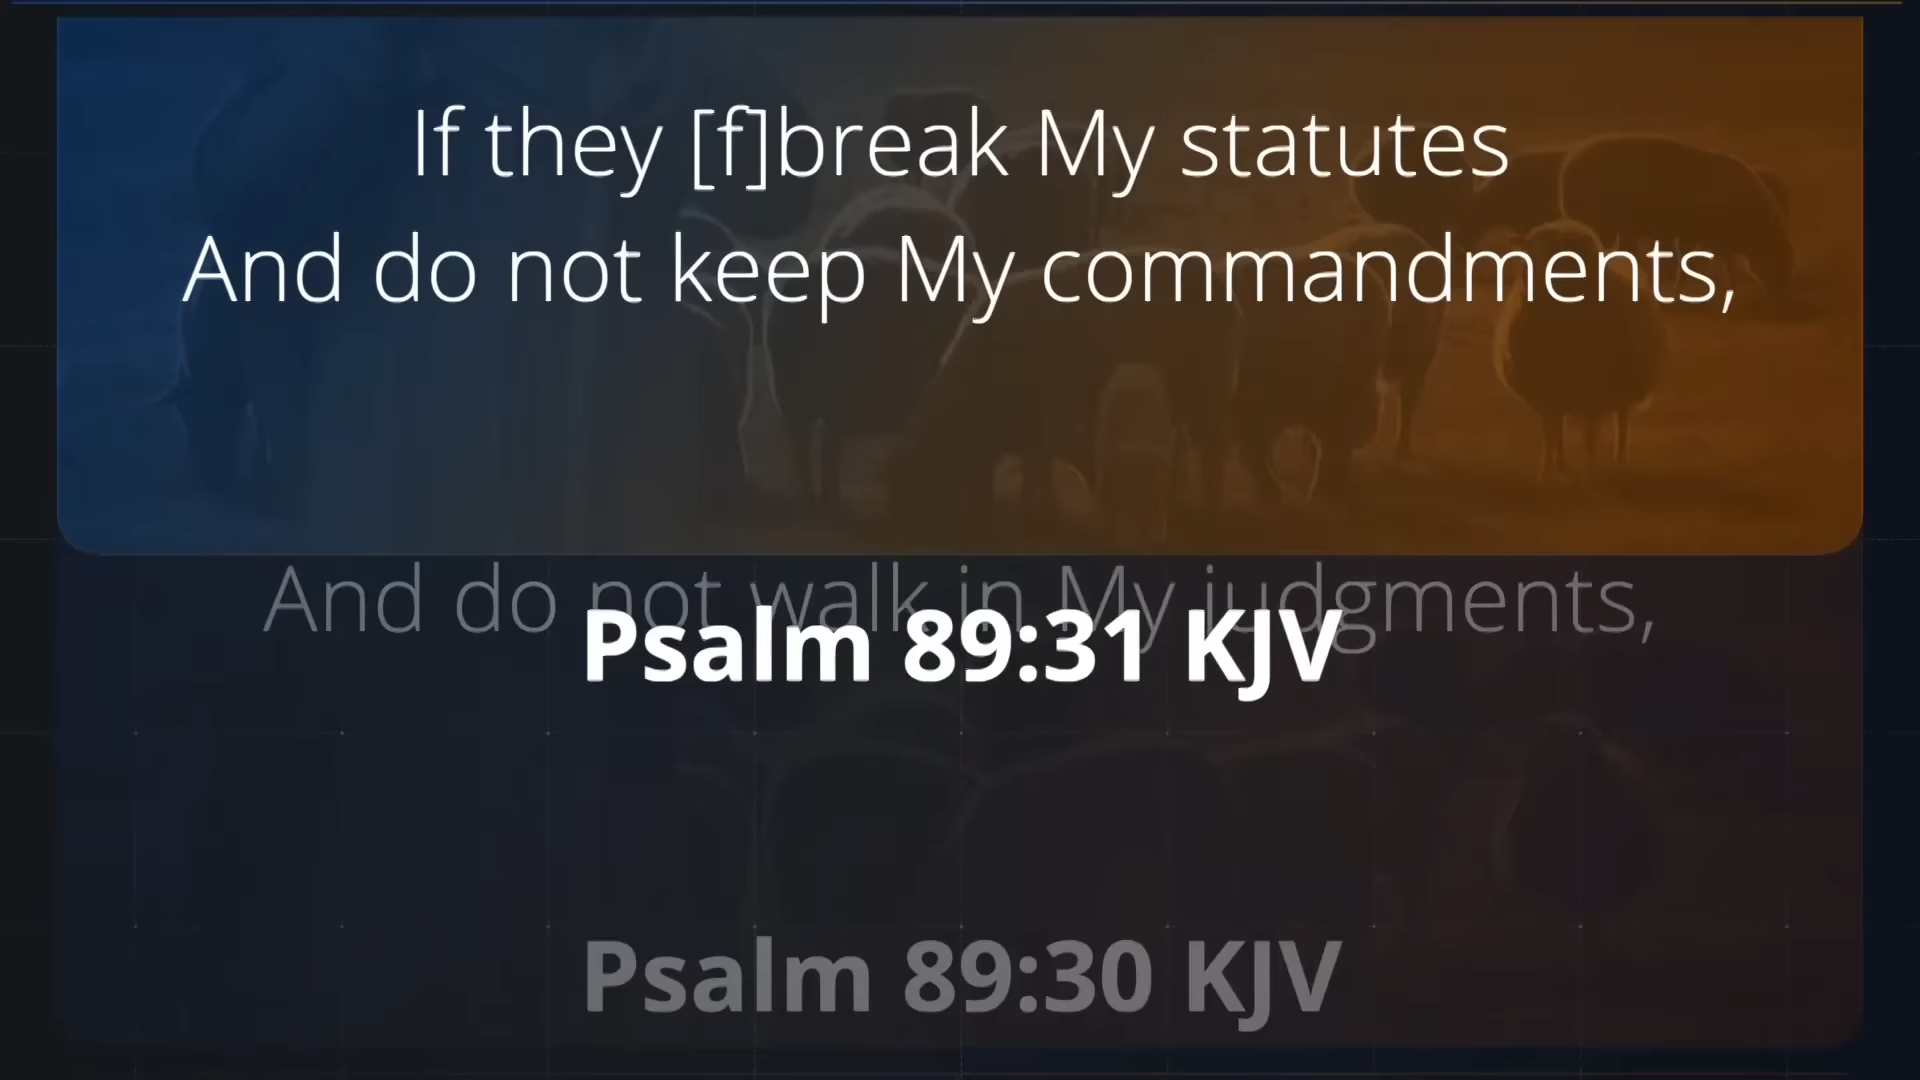 If they [f]break My statutes
And do not keep My commandments,
And do not walk in My judgments,
Psalm 89:31 KJV
Psalm 89:30 KJV